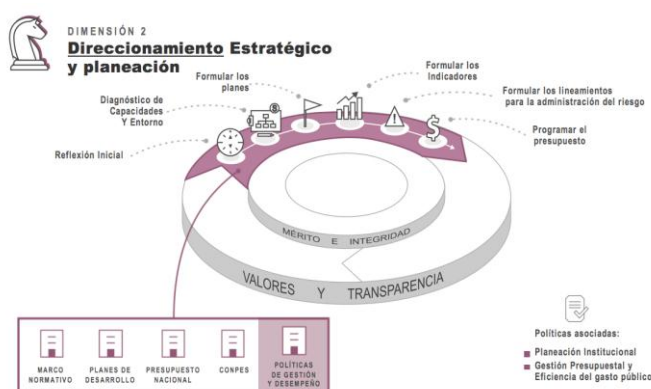 DIMENSIÓN 2
Direccionamiento Estratégico
y planeación
Formular los
planes
Formular los
Indicadores
Diagnóstico de
Capacidades
Y Entorno
Formular los lineamientos
para la administración del riesgo
Reflexión Inicial
Programar el
presupuesto
$
MÉRITO E INTEGRIDAD
VALORES Y TRANSPARENCIA
MARCO
NORMATIVO
PLANES DE
DESARROLLO
PRESUPUESTO
NACIONAL
CONPES
POLÍTICAS
DE GESTIÓN
Y DESEMPEÑO
Políticas asociadas:
Planeación Institucional
Gestión Presupuestal y
Eficiencia del gasto público